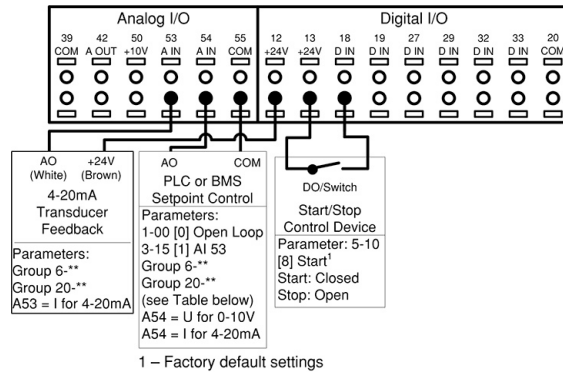 Analog I/O
Digital I/O
39 42 50 53 54 55 12 13 18 19 27 29 32 33 20
COM A OUT +10V A IN A IN COM +24V +24V D IN D IN D IN D IN D IN D IN COM
AO +24V
(White) (Brown)
4-20mA
Transducer
Feedback
Parameters:
Group 6-**
Group 20-**
A53 = I for 4-20mA
AO COM
PLC or BMS
Setpoint Control
Parameters:
1-00 [0] Open Loop
3-15 [1] AI 53
Group 6-**
Group 20-**
(see Table below)
A54 = U for 0-10V
A54 = I for 4-20mA
DO/Switch
Start/Stop
Control Device
Parameter: 5-10
[8] Start¹
Start: Closed
Stop: Open
1 – Factory default settings